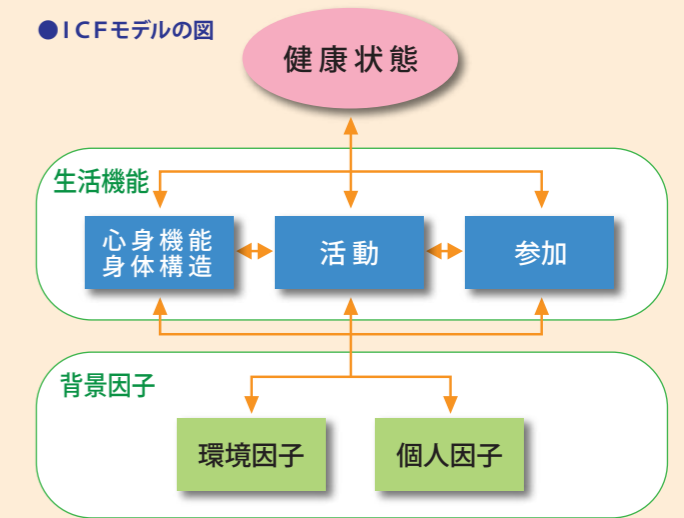 ●ICFモデルの図
健康状態
生活機能
心身機能
身体構造
活動
参加
背景因子
環境因子
個人因子